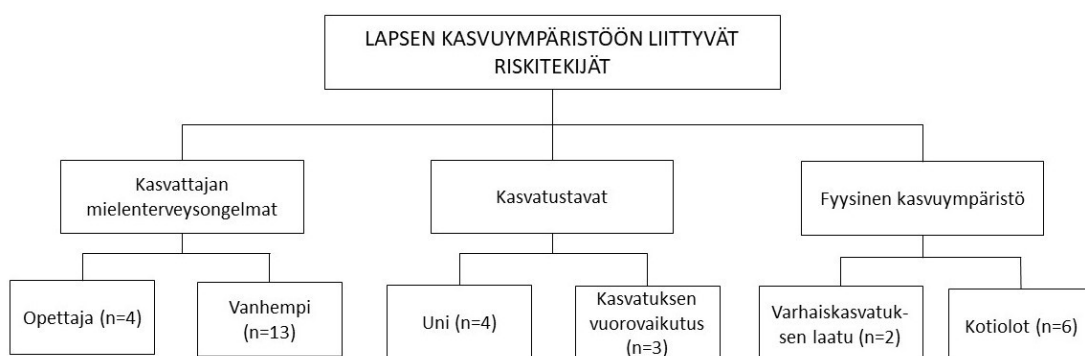 LAPSEN KASVUYMPÄRISTÖÖN LIITTYVÄT
RISKITEKIJÄT
Kasvattajan
mielenterveysongelmat
Kasvatustavat
Fyysinen kasvuympäristö
Opettaja (n=4)
Vanhempi
(n=13)
Uni (n=4)
Kasvatuksen
vuorovaikutus
(n=3)
Varhaiskasvatuk-
sen laatu (n=2)
Kotiolot (n=6)